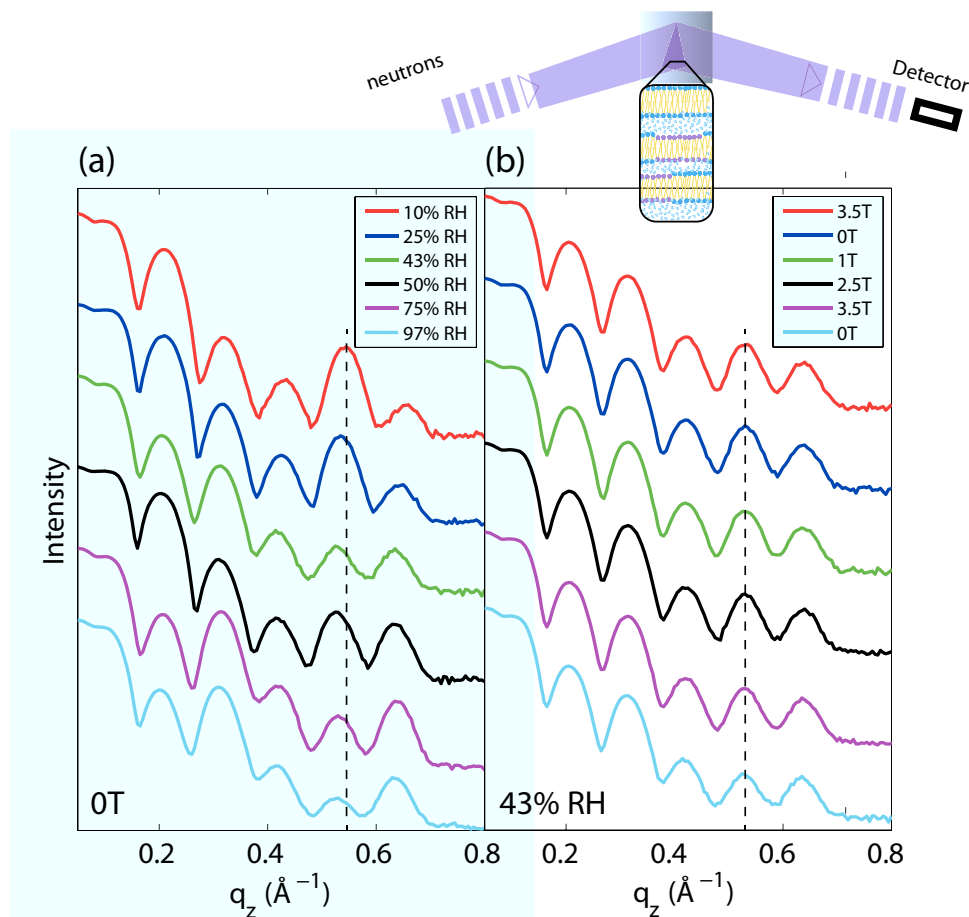 neutrons
Detector
(a)
(b)
10% RH
25% RH
43% RH
50% RH
75% RH
97% RH
3.5T
0T
1T
2.5T
3.5T
0T
Intensity
0T
43% RH
0.2 0.4 0.6 0.8
0.2 0.4 0.6 0.8
q_z (Å⁻¹)
q_z (Å⁻¹)